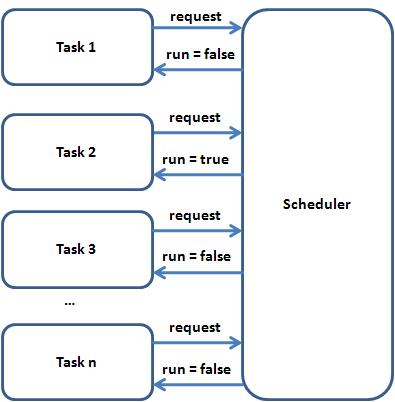 request
Task 1
run = false
request
Task 2
run = true
Scheduler
request
Task 3
run = false
...
request
Task n
run = false